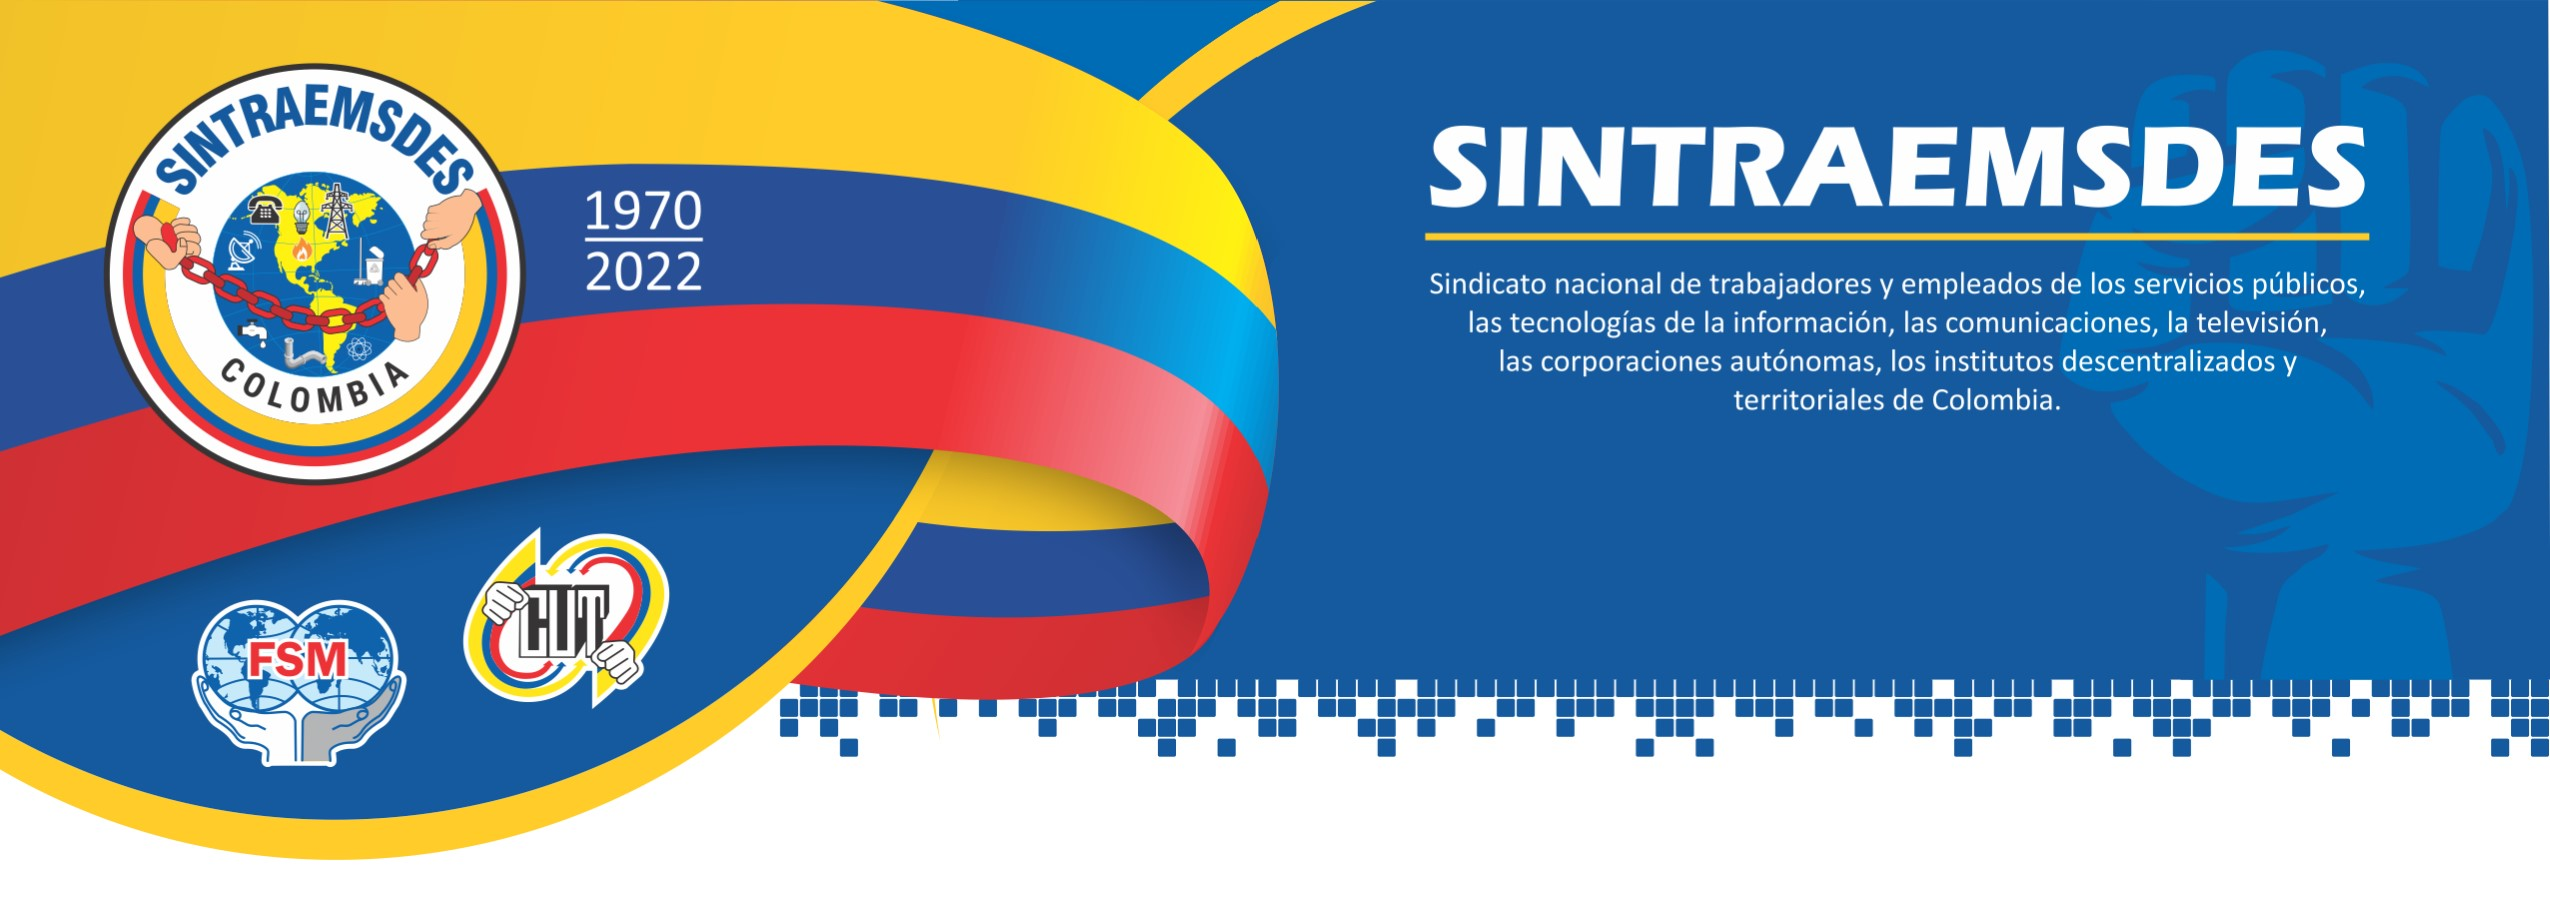 SINTRAEMSDES
COLOMBIA
1970
2022
FSM
CUT
SINTRAEMSDES
Sindicato nacional de trabajadores y empleados de los servicios públicos,
las tecnologías de la información, las comunicaciones, la televisión,
las corporaciones autónomas, los institutos descentralizados y
territoriales de Colombia.